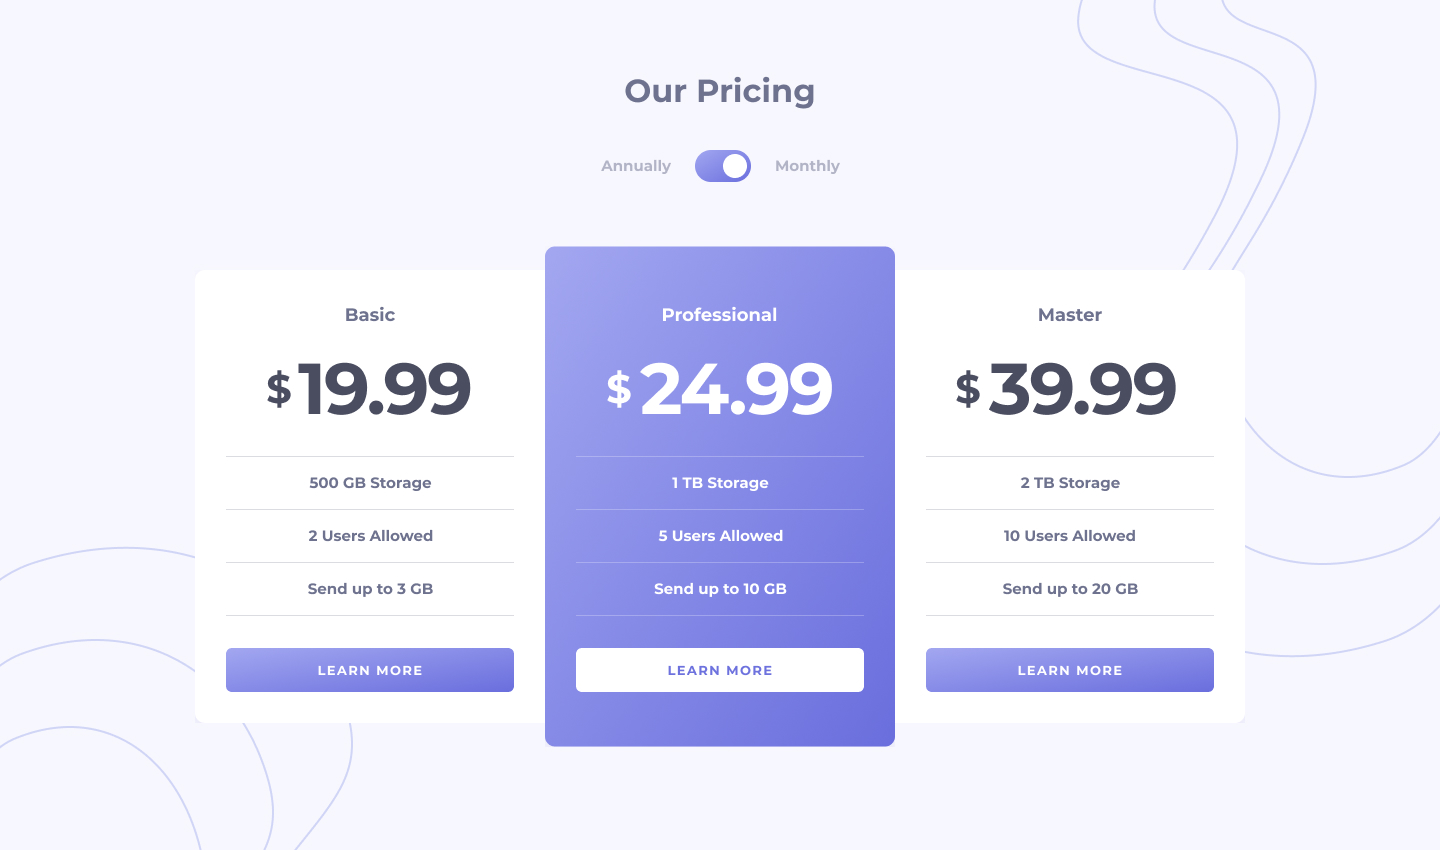 Our Pricing
Annually Monthly
Basic
$19.99
500 GB Storage
2 Users Allowed
Send up to 3 GB
LEARN MORE
Professional
$24.99
1 TB Storage
5 Users Allowed
Send up to 10 GB
LEARN MORE
Master
$39.99
2 TB Storage
10 Users Allowed
Send up to 20 GB
LEARN MORE